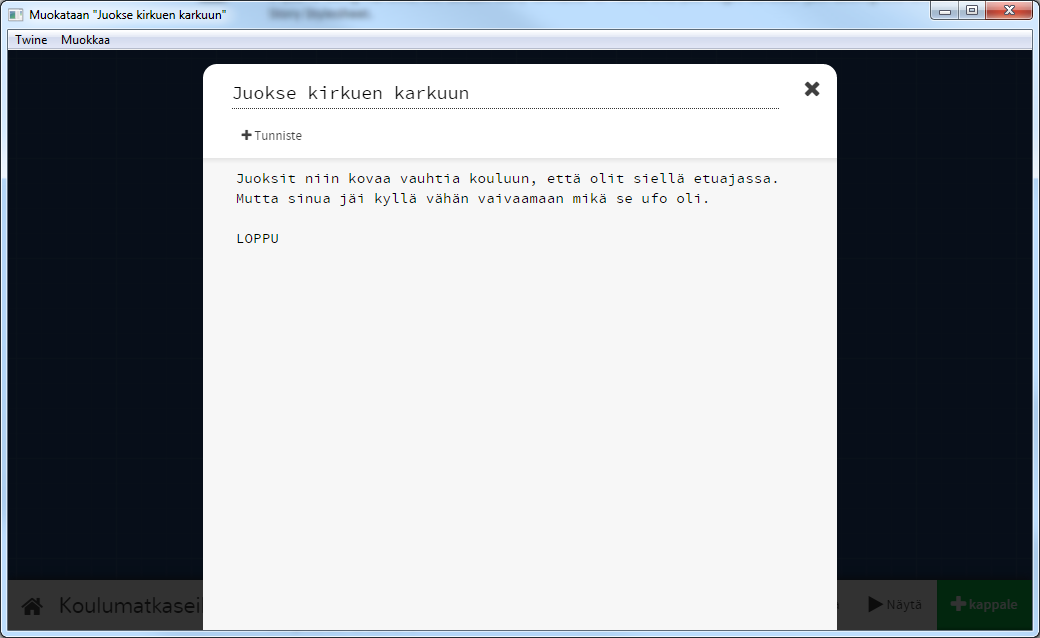 Muokataan "Juokse kirkuen karkuun"
Twine Muokkaa
Juokse kirkuen karkuun
Tunniste
Juoksit niin kovaa vauhtia kouluun, että olit siellä etuajassa.
Mutta sinua jäi kyllä vähän vaivaamaan mikä se ufo oli.
LOPPU
Koulumatkasei
Näytä
kappale